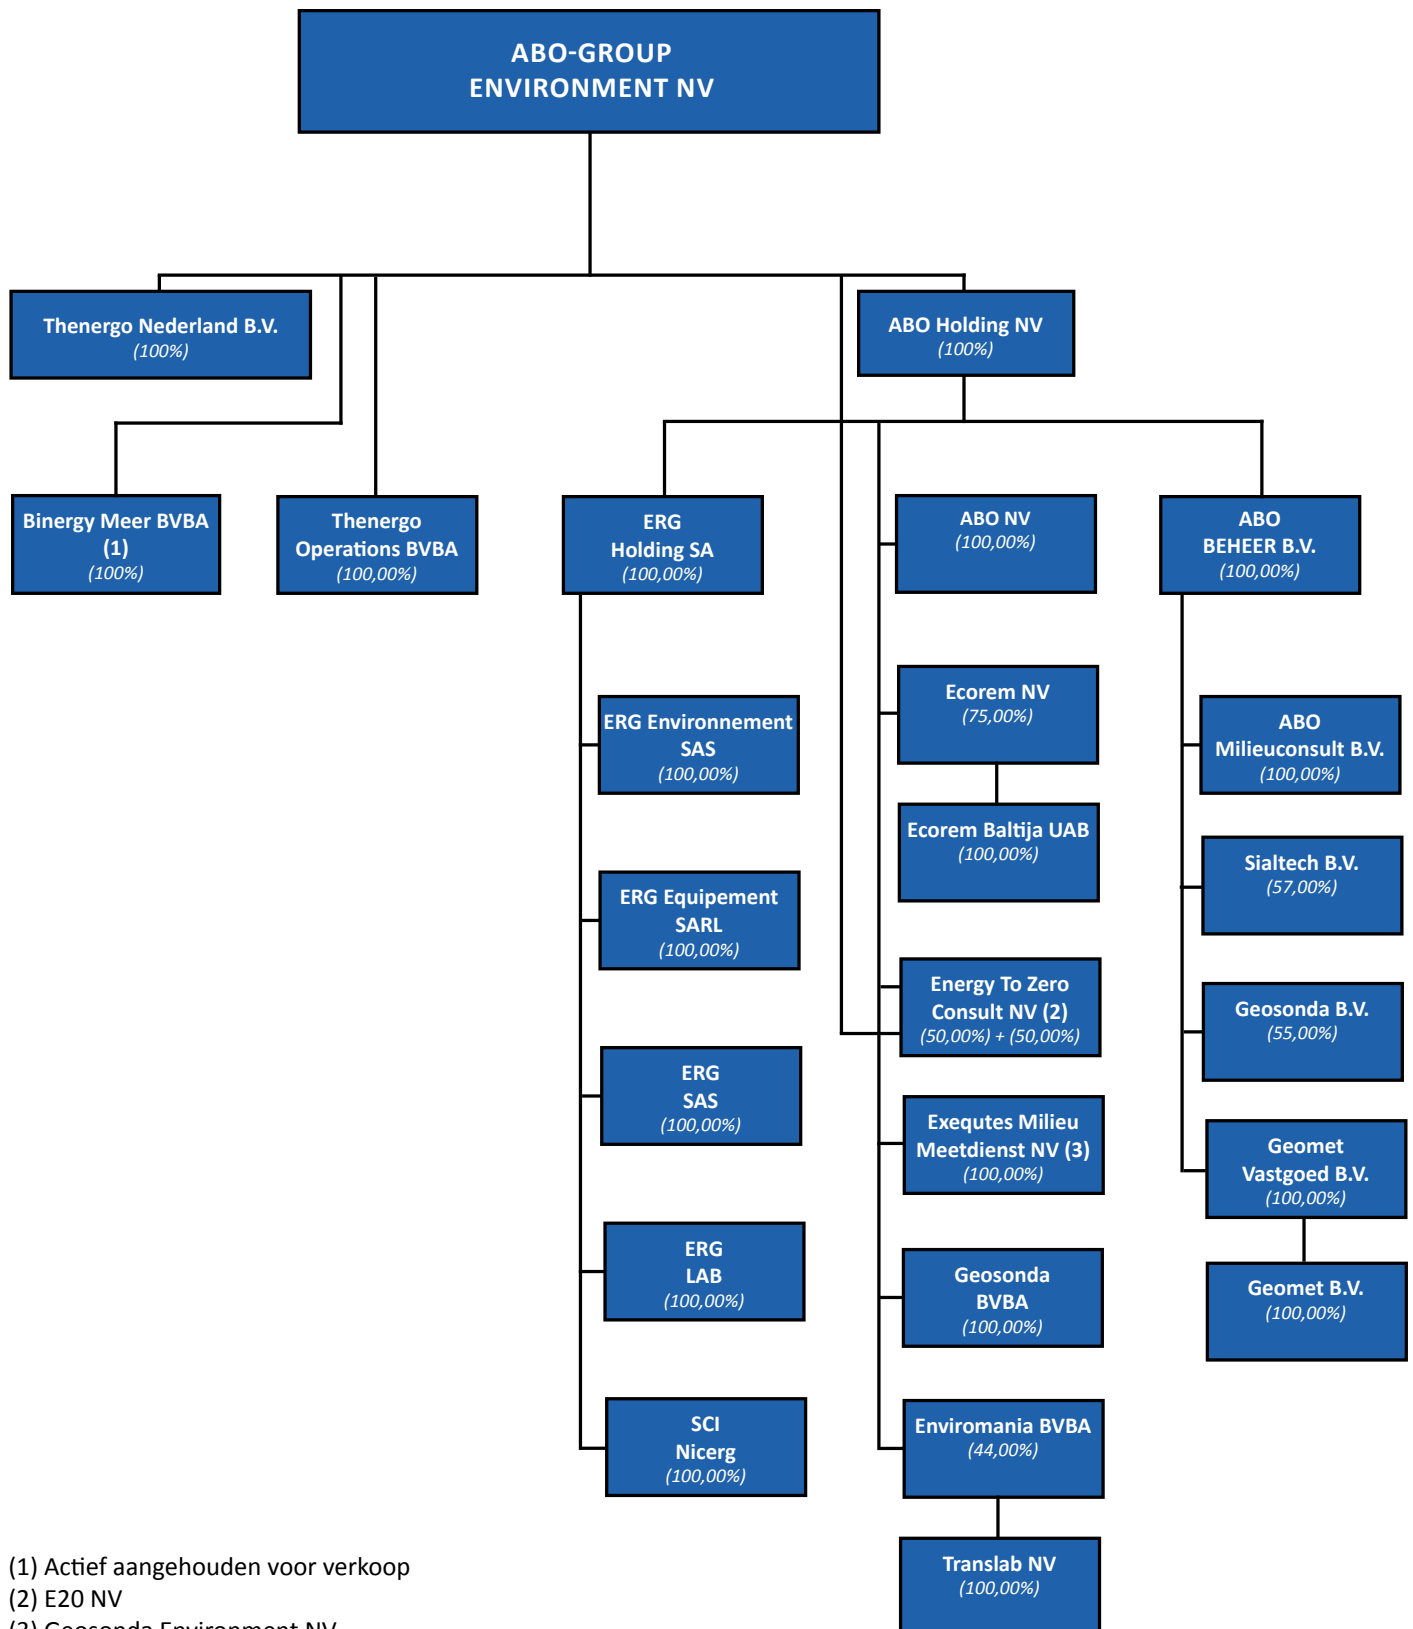 ABO-GROUP
ENVIRONMENT NV
Thenergo Nederland B.V.
(100%)
ABO Holding NV
(100%)
Binergy Meer BVBA
(1)
(100%)
Thenergo
Operations BVBA
(100,00%)
ERG
Holding SA
(100,00%)
ABO NV
(100,00%)
ABO
BEHEER B.V.
(100,00%)
ERG Environnement
SAS
(100,00%)
Ecorem NV
(75,00%)
ABO
Milieuconsult B.V.
(100,00%)
Ecorem Baltija UAB
(100,00%)
Sialtech B.V.
(57,00%)
ERG Equipement
SARL
(100,00%)
Energy To Zero
Consult NV (2)
(50,00%) + (50,00%)
Geosonda B.V.
(55,00%)
ERG
SAS
(100,00%)
Exequtes Milieu
Meetdienst NV (3)
(100,00%)
Geomet
Vastgoed B.V.
(100,00%)
ERG
LAB
(100,00%)
Geosonda
BVBA
(100,00%)
Geomet B.V.
(100,00%)
SCI
Nicerg
(100,00%)
Enviromania BVBA
(44,00%)
Translab NV
(100,00%)
(1) Actief aangehouden voor verkoop
(2) E20 NV
(3) Geosonda Environment NV